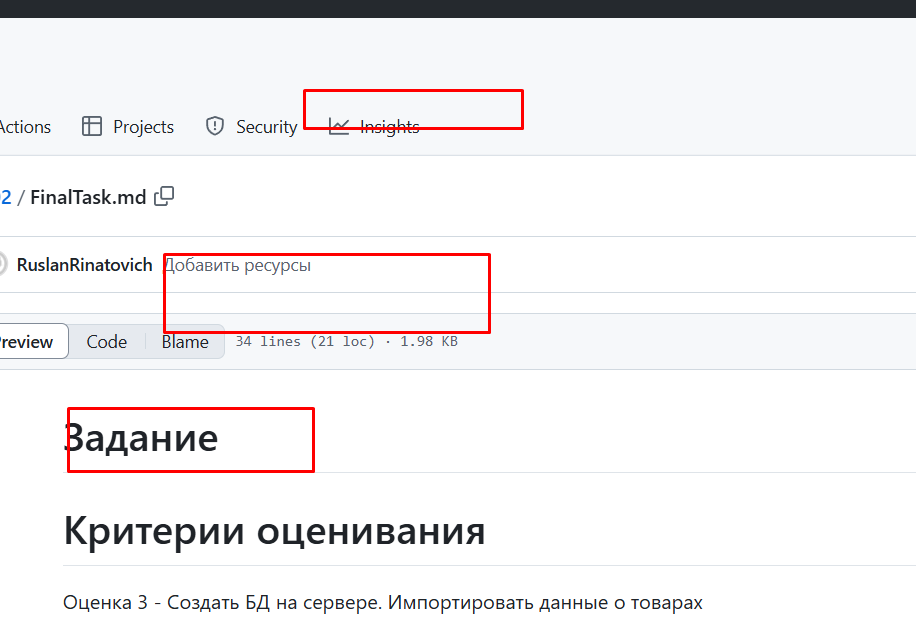 Actions Projects Security Insights
2 / FinalTask.md
RuslanRinatovich Добавить ресурсы
Preview Code Blame 34 lines (21 loc) · 1.98 KB
Задание
Критерии оценивания
Оценка 3 - Создать БД на сервере. Импортировать данные о товарах